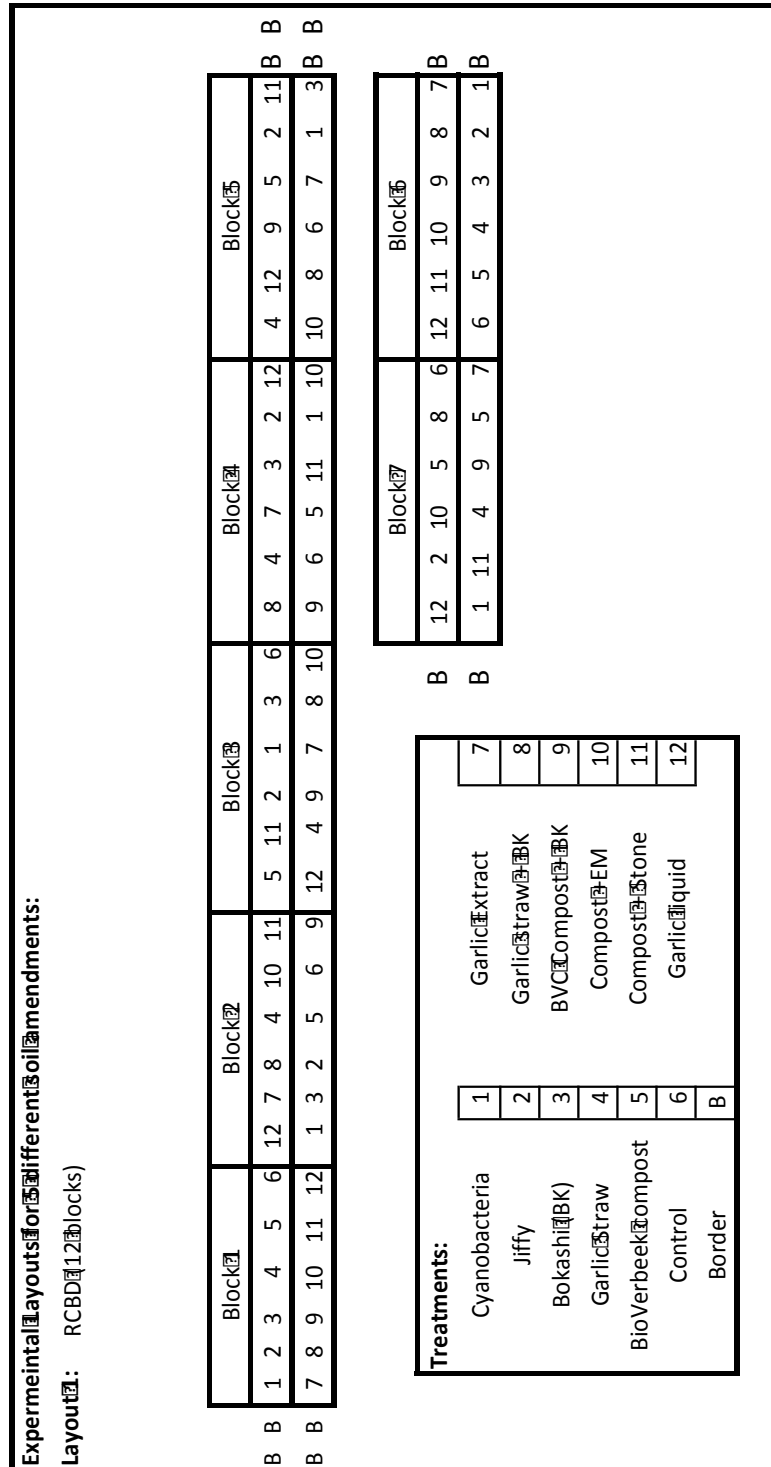 Expermeintal Layouts for 5 different soil amendments:
Layout 1: RCBD (12 blocks)
Block 1 Block 2 Block 3 Block 4 Block 5
B B 1 2 3 4 5 6 12 7 8 4 10 11 5 11 2 1 3 6 8 4 7 3 2 12 4 12 9 5 2 11 B B
B B 7 8 9 10 11 12 1 3 2 5 6 9 12 4 9 7 8 10 9 6 5 11 1 10 10 8 6 7 1 3 B B
Block 7 Block 6
B 12 2 10 5 8 6 12 11 10 9 8 7 B
B 1 11 4 9 5 7 6 5 4 3 2 1 B
Treatments:
Cyanobacteria 1 Garlic Extract 7
Jiffy 2 Garlic straw + BK 8
Bokashi (BK) 3 BVC Compost + BK 9
Garlic Straw 4 Compost + EM 10
BioVerbeek compost 5 Compost + Stone 11
Control 6 Garlic liquid 12
Border B